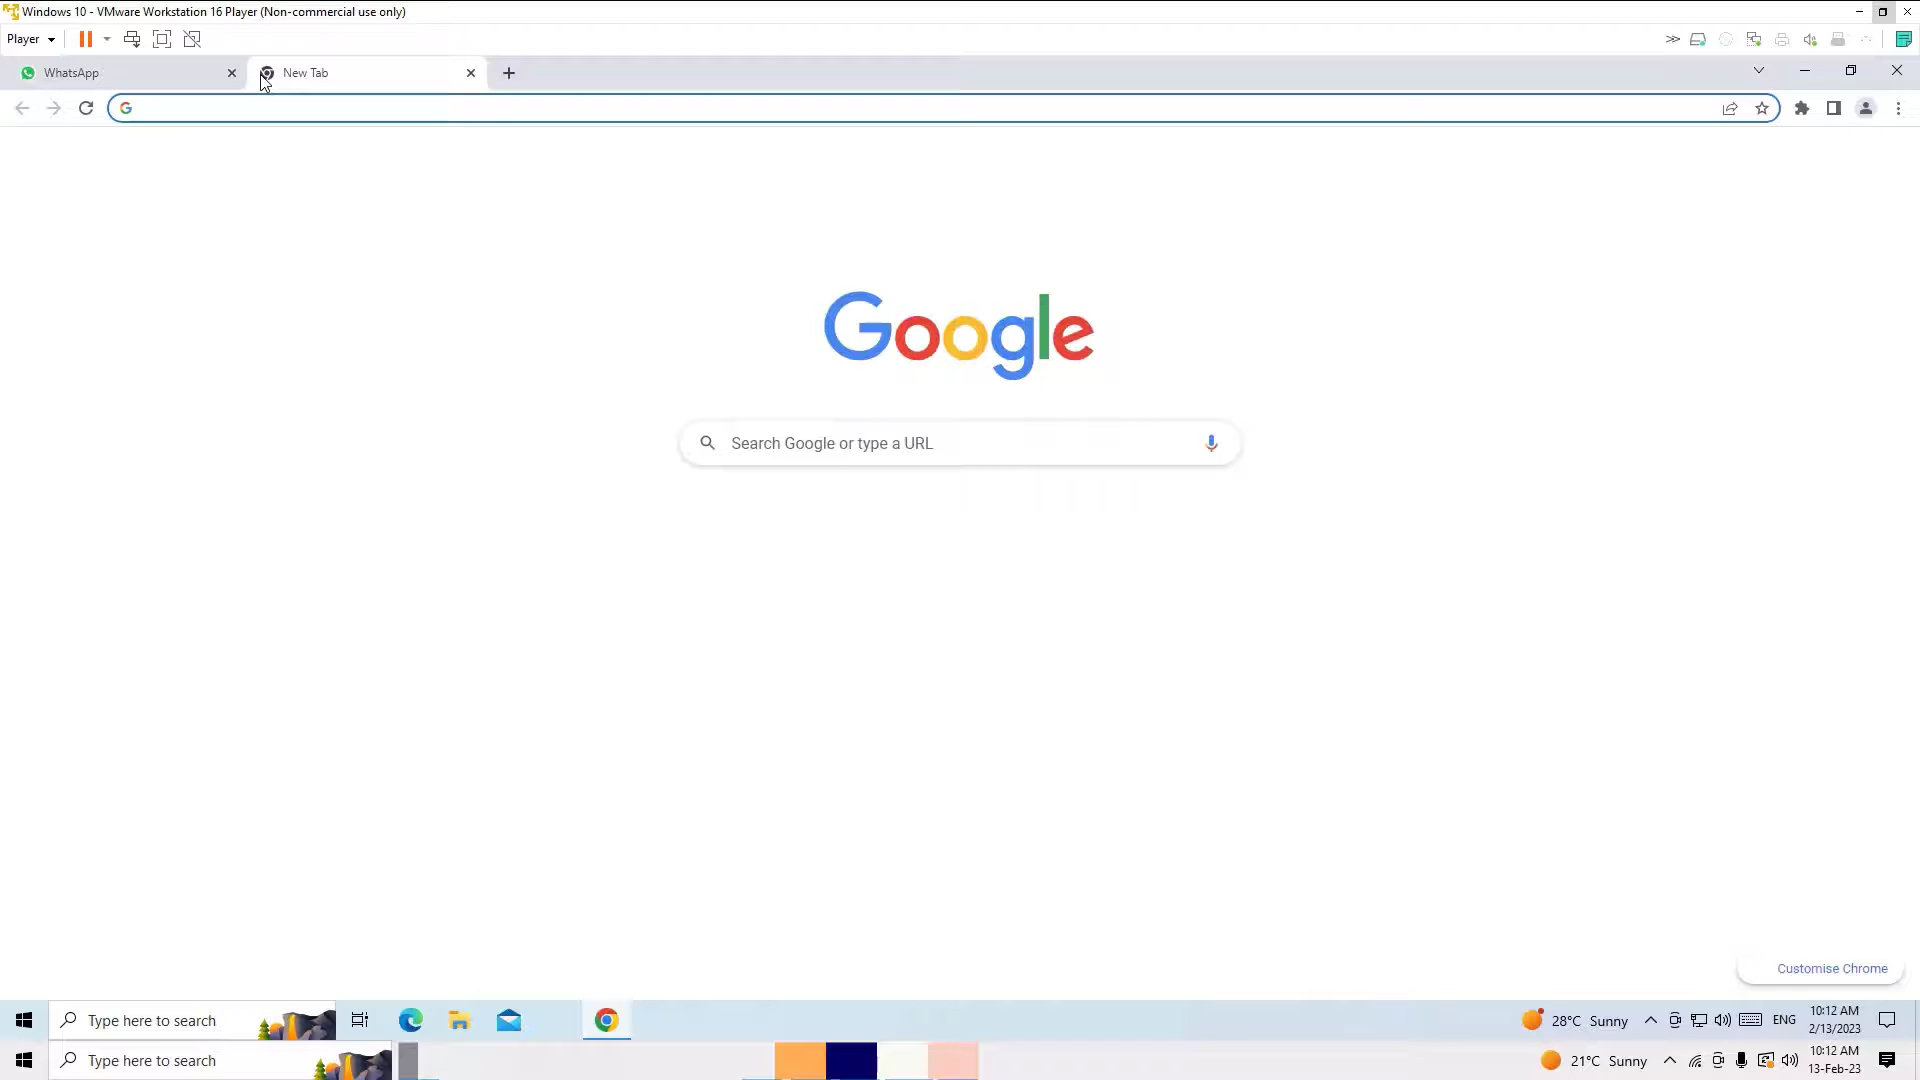 Windows 10 - VMware Workstation 16 Player (Non-commercial use only)
Player
WhatsApp
New Tab
Google
Search Google or type a URL
Customise Chrome
Type here to search
28°C Sunny
ENG
10:12 AM
2/13/2023
Type here to search
21°C Sunny
10:12 AM
13-Feb-23